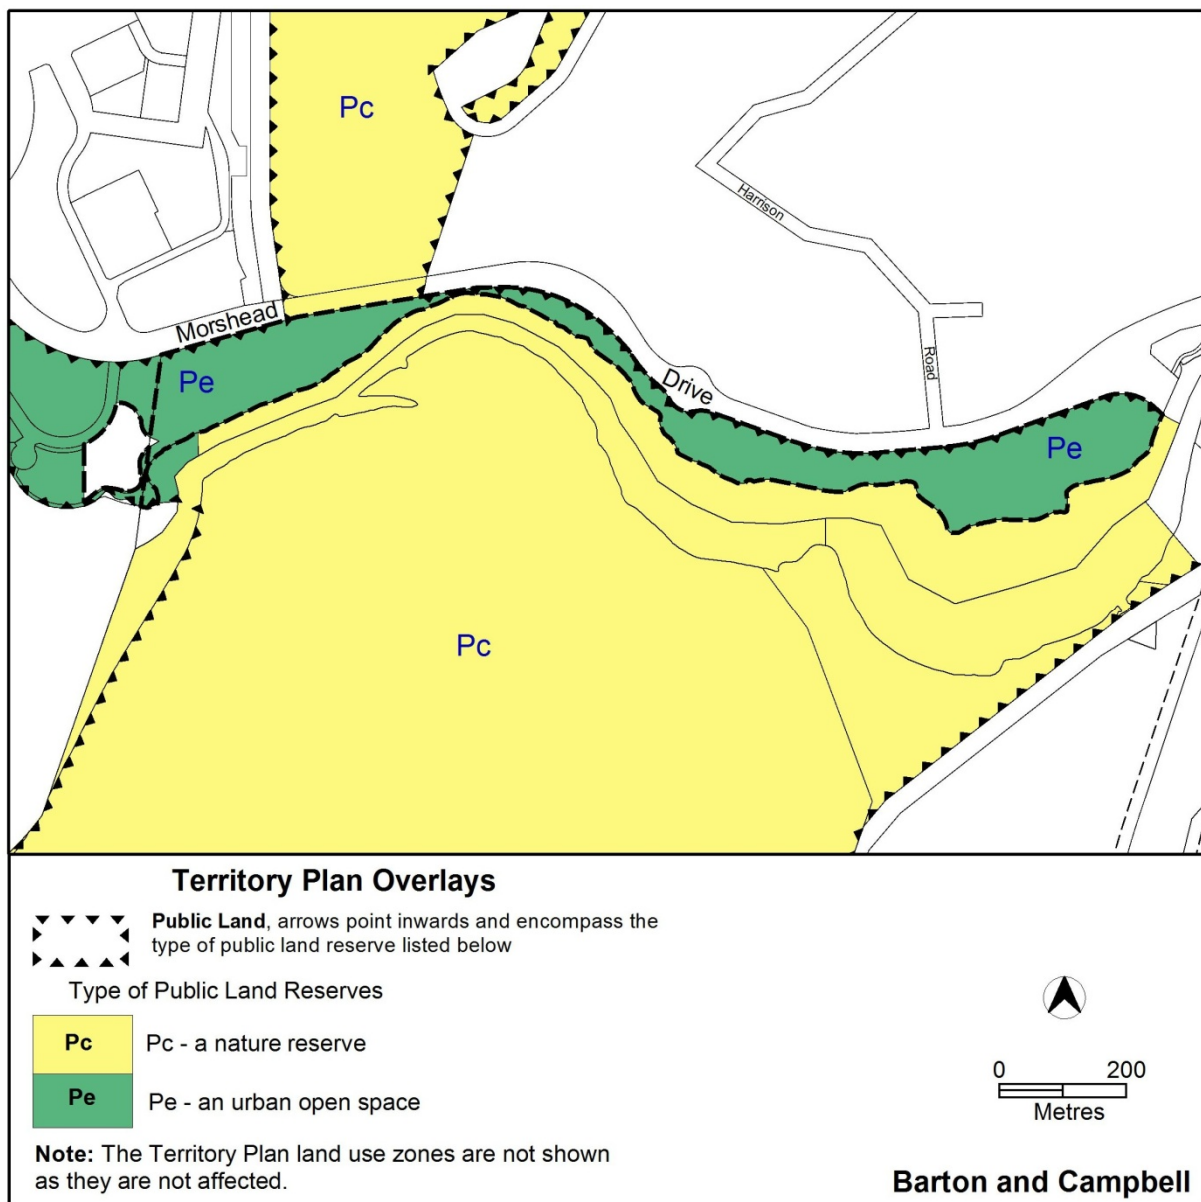 Pc
Harrison
Morshead
Road
Pe
Drive
Pe
Pc
Territory Plan Overlays
Public Land, arrows point inwards and encompass the
type of public land reserve listed below
Type of Public Land Reserves
Pc Pc - a nature reserve
Pe Pe - an urban open space
0 200
Metres
Note: The Territory Plan land use zones are not shown
as they are not affected.
Barton and Campbell